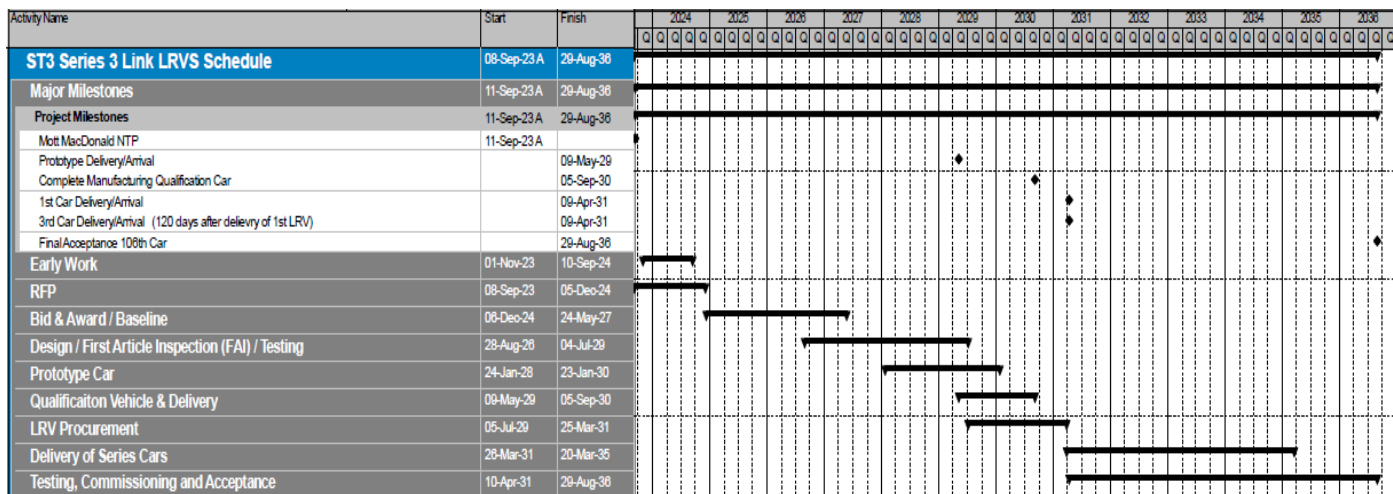 Activity Name Start Finish 2024 2025 2026 2027 2028 2029 2030 2031 2032 2033 2034 2035 2036
Q Q Q Q Q Q Q Q Q Q Q Q Q Q Q Q Q Q Q Q Q Q Q Q Q Q Q Q Q Q Q Q Q Q Q Q Q Q Q Q Q Q Q Q Q Q Q Q Q Q Q Q Q
ST3 Series 3 Link LRVS Schedule 08-Sep-23 A 29-Aug-36
Major Milestones 11-Sep-23 A 29-Aug-36
Project Milestones 11-Sep-23 A 29-Aug-36
Mott MacDonald NTP 11-Sep-23 A
Prototype Delivery/Arrival 09-May-29
Complete Manufacturing Qualification Car 05-Sep-30
1st Car Delivery/Arrival 09-Apr-31
3rd Car Delivery/Arrival (120 days after delievry of 1st LRV) 09-Apr-31
Final Acceptance 106th Car 29-Aug-36
Early Work 01-Nov-23 10-Sep-24
RFP 08-Sep-23 05-Dec-24
Bid & Award / Baseline 06-Dec-24 24-May-27
Design / First Article Inspection (FAI) / Testing 28-Aug-26 04-Jul-29
Prototype Car 24-Jan-28 23-Jan-30
Qualificaiton Vehicle & Delivery 09-May-29 05-Sep-30
LRV Procurement 05-Jul-29 25-Mar-31
Delivery of Series Cars 26-Mar-31 20-Mar-35
Testing, Commissioning and Acceptance 10-Apr-31 29-Aug-36